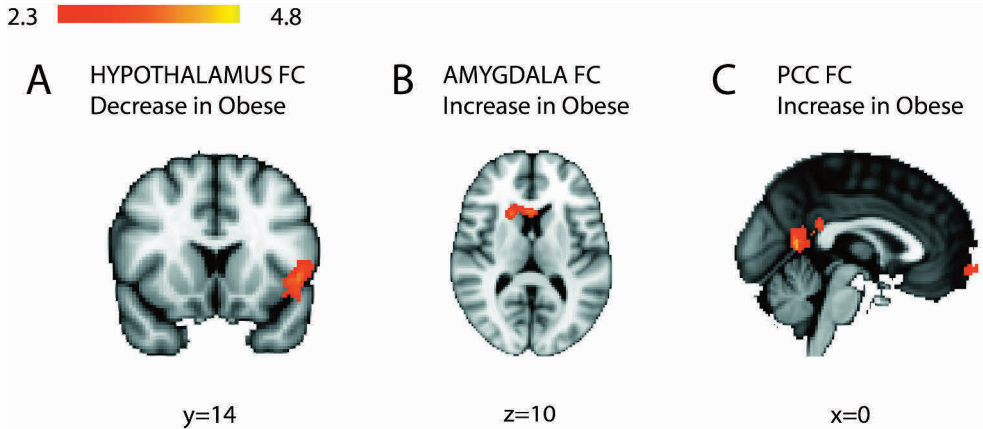 2.3 4.8
A HYPOTHALAMUS FC
Decrease in Obese
B AMYGDALA FC
Increase in Obese
C PCC FC
Increase in Obese
y=14
z=10
x=0